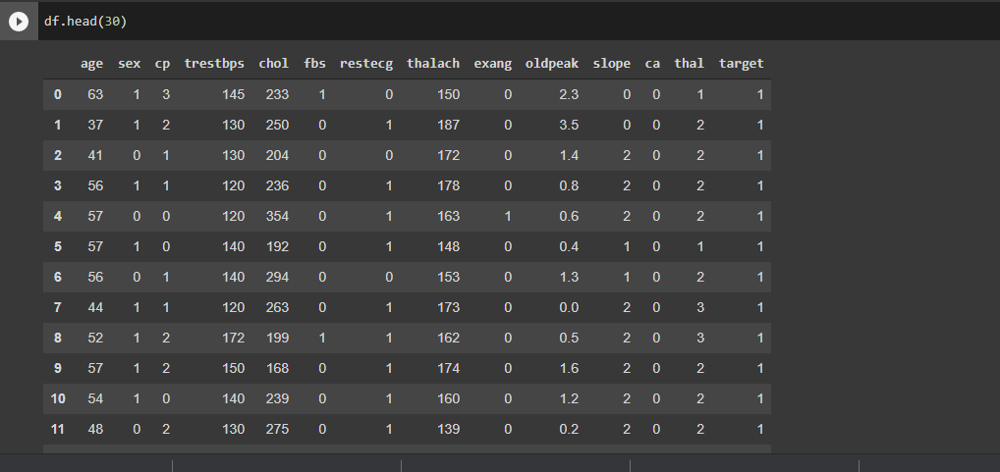 df.head(30)
age sex cp trestbps chol fbs restecg thalach exang oldpeak slope ca thal target
0 63 1 3 145 233 1 0 150 0 2.3 0 0 1 1
1 37 1 2 130 250 0 1 187 0 3.5 0 0 2 1
2 41 0 1 130 204 0 0 172 0 1.4 2 0 2 1
3 56 1 1 120 236 0 1 178 0 0.8 2 0 2 1
4 57 0 0 120 354 0 1 163 1 0.6 2 0 2 1
5 57 1 0 140 192 0 1 148 0 0.4 1 0 1 1
6 56 0 1 140 294 0 0 153 0 1.3 1 0 2 1
7 44 1 1 120 263 0 1 173 0 0.0 2 0 3 1
8 52 1 2 172 199 1 1 162 0 0.5 2 0 3 1
9 57 1 2 150 168 0 1 174 0 1.6 2 0 2 1
10 54 1 0 140 239 0 1 160 0 1.2 2 0 2 1
11 48 0 2 130 275 0 1 139 0 0.2 2 0 2 1